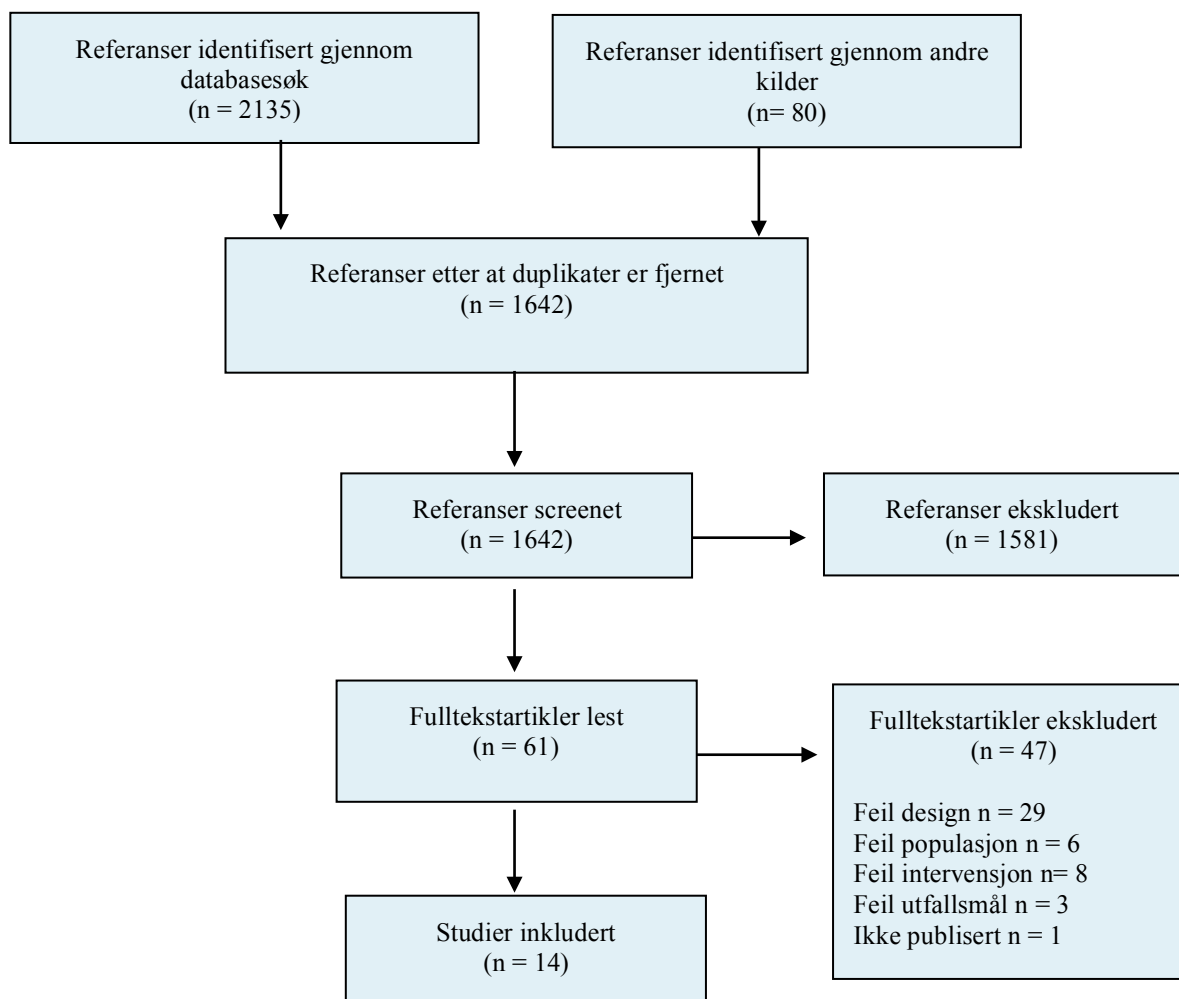 Referanser identifisert gjennom
databasesøk
(n = 2135)
Referanser identifisert gjennom andre
kilder
(n= 80)
Referanser etter at duplikater er fjernet
(n = 1642)
Referanser screenet
(n = 1642)
Referanser ekskludert
(n = 1581)
Fulltekstartikler lest
(n = 61)
Fulltekstartikler ekskludert
(n = 47)
Feil design n = 29
Feil populasjon n = 6
Feil intervensjon n= 8
Feil utfallsmål n = 3
Ikke publisert n = 1
Studier inkludert
(n = 14)